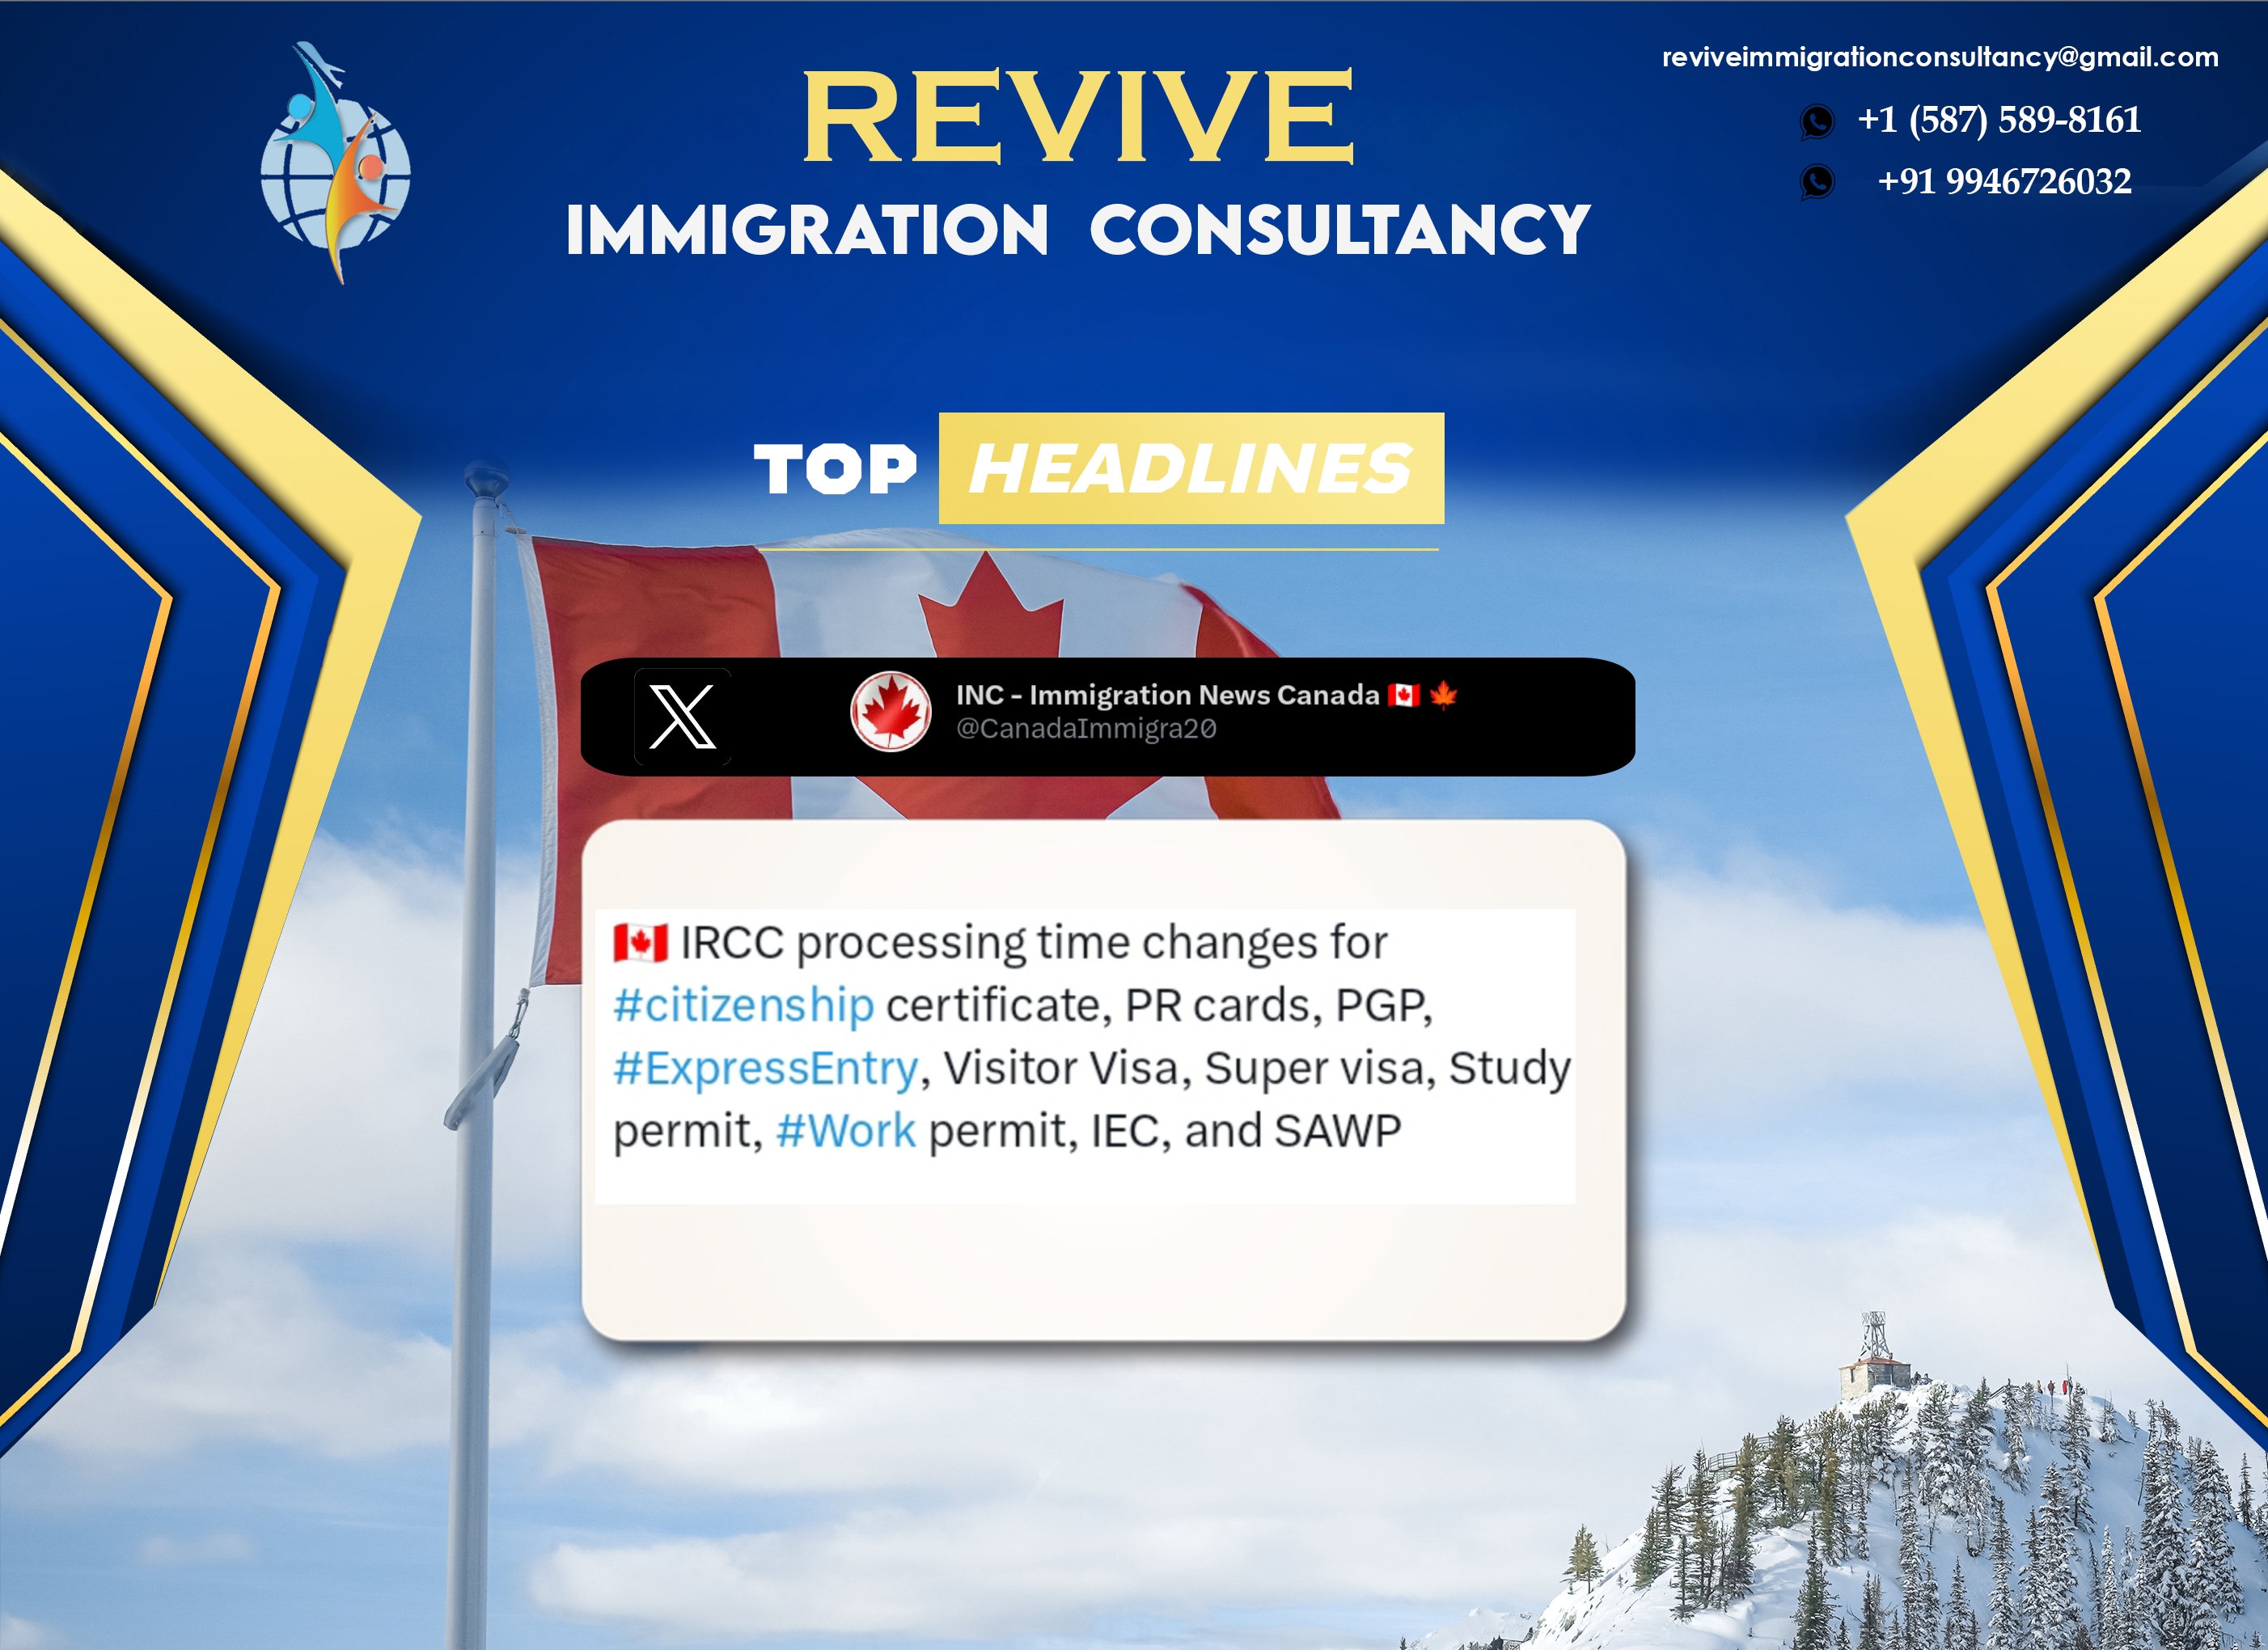 REVIVE
IMMIGRATION CONSULTANCY
reviveimmigrationconsultancy@gmail.com
+1 (587) 589-8161
+91 9946726032
TOP HEADLINES
INC - Immigration News Canada 🇨🇦 🍁
@CanadaImmigra20
🇨🇦 IRCC processing time changes for
#citizenship certificate, PR cards, PGP,
#ExpressEntry, Visitor Visa, Super visa, Study
permit, #Work permit, IEC, and SAWP